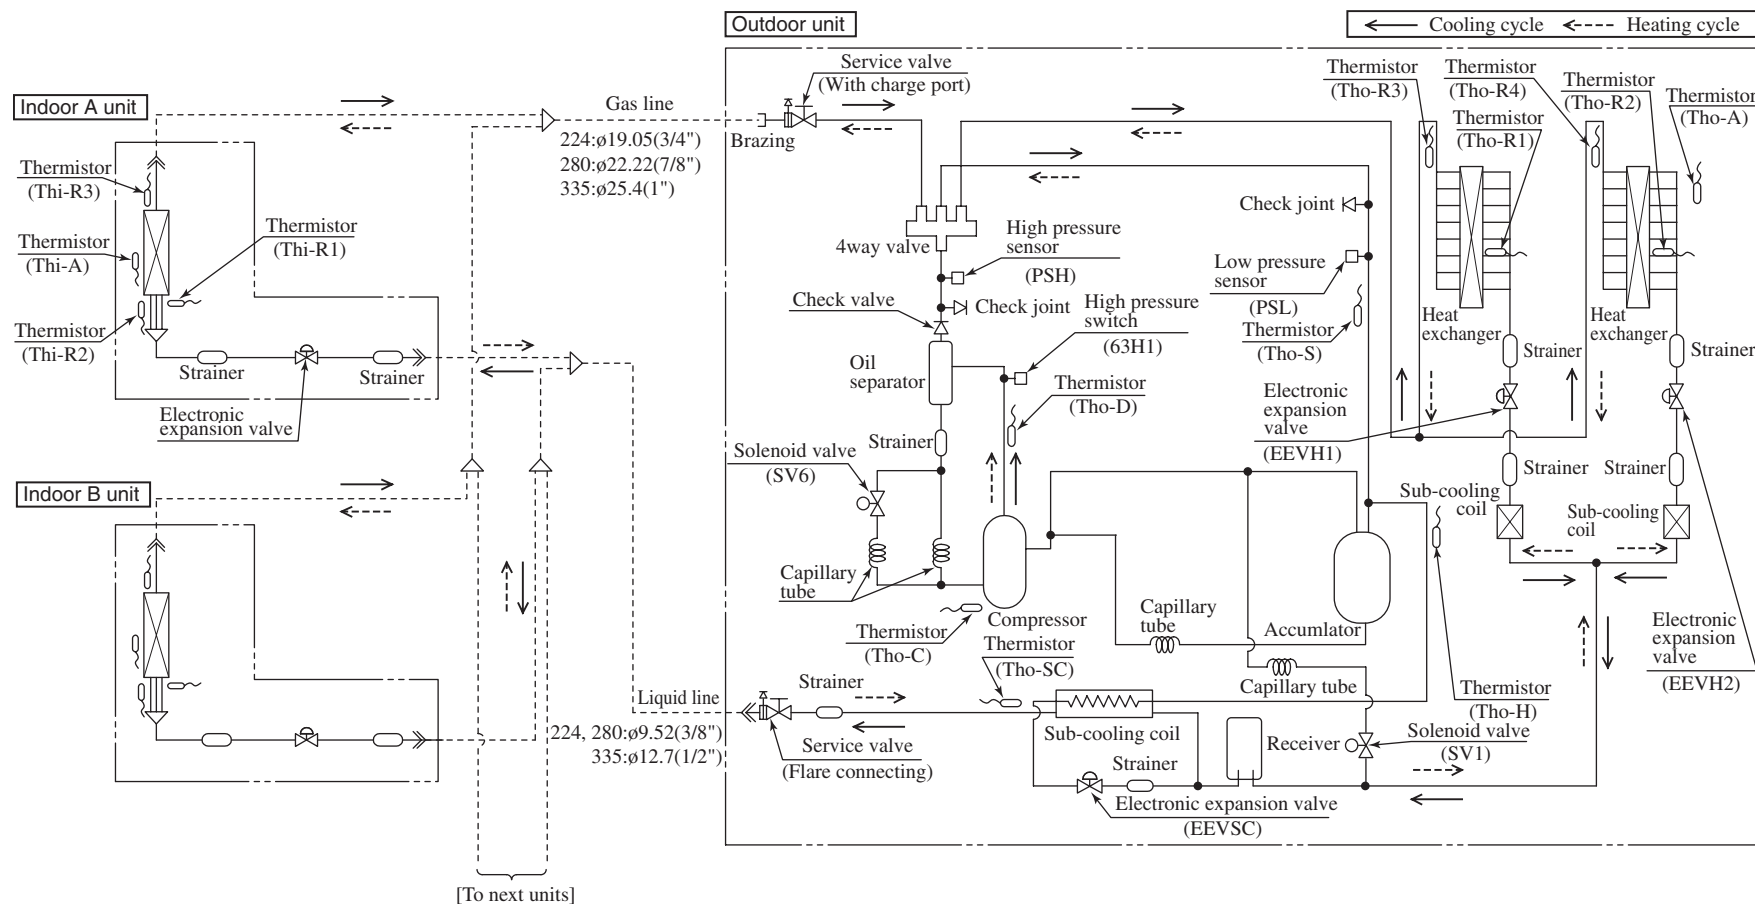 Outdoor unit
Cooling cycle
Heating cycle
Indoor A unit
Thermistor
(Thi-R3)
Thermistor
(Thi-A)
Thermistor
(Thi-R2)
Thermistor
(Thi-R1)
Strainer
Strainer
Electronic
expansion valve
Indoor B unit
[To next units]
Gas line
224:ø19.05(3/4")
280:ø22.22(7/8")
335:ø25.4(1")
Brazing
Service valve
(With charge port)
4way valve
High pressure
sensor
(PSH)
Check valve
Check joint
High pressure
switch
(63H1)
Oil
separator
Thermistor
(Tho-D)
Strainer
Solenoid valve
(SV6)
Capillary
tube
Compressor
Thermistor
(Tho-C)
Thermistor
(Tho-SC)
Capillary
tube
Accumlator
Capillary tube
Check joint
Low pressure
sensor
(PSL)
Thermistor
(Tho-S)
Thermistor
(Tho-R3)
Thermistor
(Tho-R4)
Thermistor
(Tho-R2)
Thermistor
(Tho-R1)
Thermistor
(Tho-A)
Heat
exchanger
Heat
exchanger
Strainer
Strainer
Electronic
expansion
valve
(EEVH1)
Strainer
Strainer
Sub-cooling
coil
Sub-cooling
coil
Electronic
expansion
valve
(EEVH2)
Thermistor
(Tho-H)
Liquid line
224, 280:ø9.52(3/8")
335:ø12.7(1/2")
Strainer
Service valve
(Flare connecting)
Sub-cooling coil
Strainer
Receiver
Solenoid valve
(SV1)
Electronic expansion valve
(EEVSC)